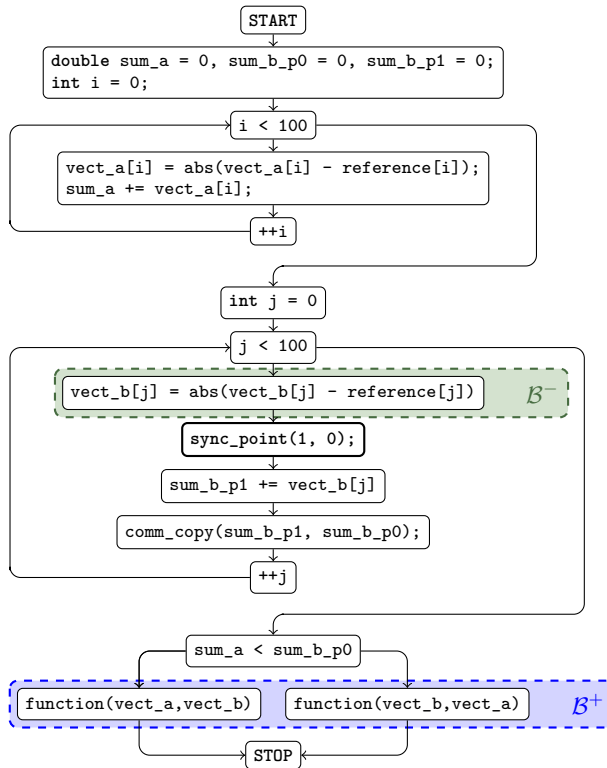 START
double sum_a = 0, sum_b_p0 = 0, sum_b_p1 = 0;
int i = 0;
i < 100
vect_a[i] = abs(vect_a[i] - reference[i]);
sum_a += vect_a[i];
++i
int j = 0
j < 100
vect_b[j] = abs(vect_b[j] - reference[j])
ℬ⁻
sync_point(1, 0);
sum_b_p1 += vect_b[j]
comm_copy(sum_b_p1, sum_b_p0);
++j
sum_a < sum_b_p0
function(vect_a,vect_b) function(vect_b,vect_a) ℬ⁺
STOP